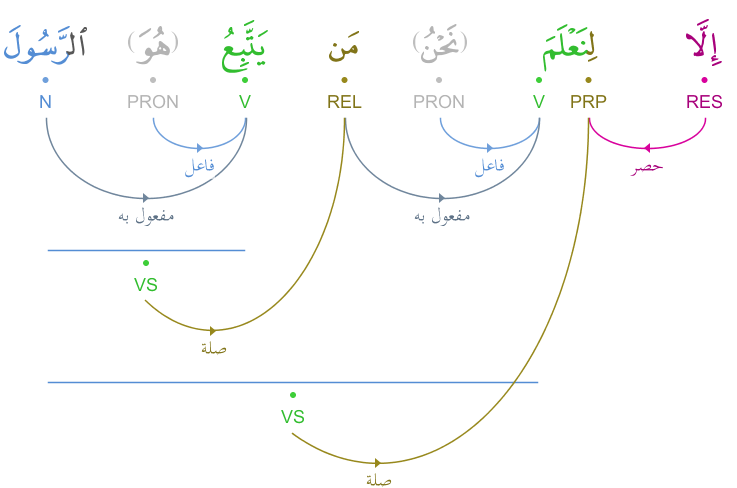 إِلَّا لِنَعْلَمَ (نَحْنُ) مَن يَتَّبِعُ (هُوَ) ٱلرَّسُولَ
RES PRP V PRON REL V PRON N
حصر فاعل فاعل
مفعول به مفعول به
VS
صلة
VS
صلة